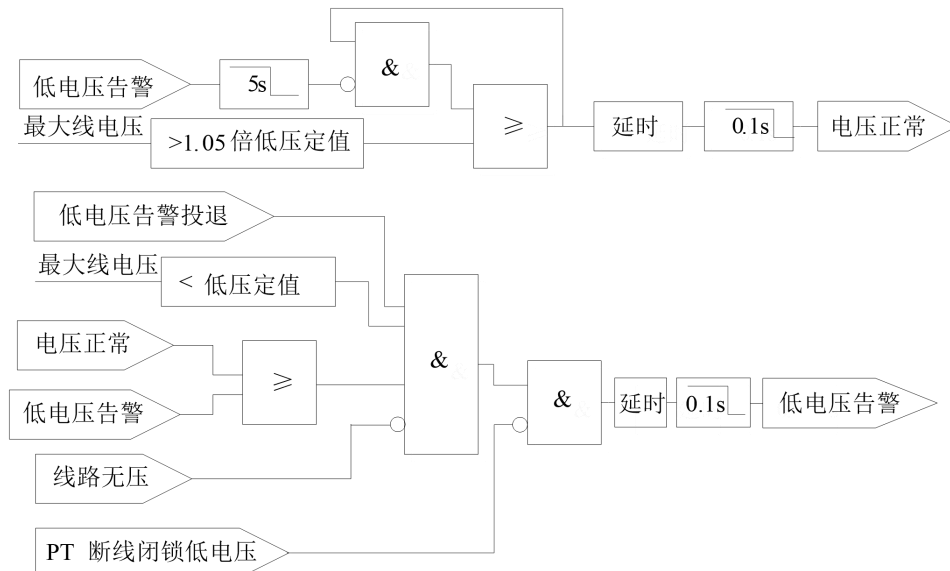 &
低电压告警
5s
最大线电压
>1.05 倍低压定值
≥
延时
0.1s
电压正常
低电压告警投退
最大线电压
< 低压定值
电压正常
≥
低电压告警
&
线路无压
&
延时
0.1s
低电压告警
PT 断线闭锁低电压